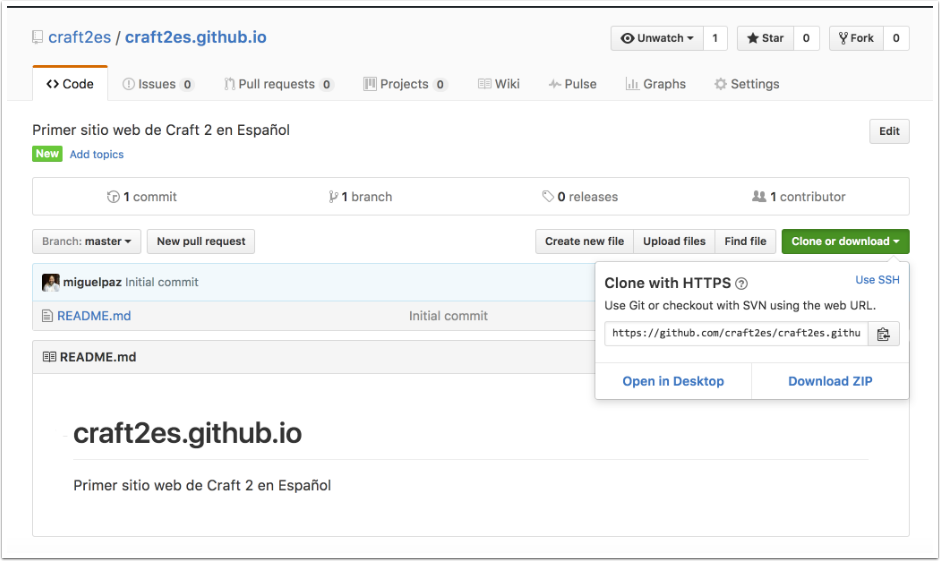 craft2es / craft2es.github.io
Unwatch 1 Star 0 Fork 0
Code Issues 0 Pull requests 0 Projects 0 Wiki Pulse Graphs Settings
Primer sitio web de Craft 2 en Español
Edit
New Add topics
1 commit 1 branch 0 releases 1 contributor
Branch: master New pull request Create new file Upload files Find file Clone or download
miguelpaz Initial commit
README.md Initial commit
Clone with HTTPS ? Use SSH
Use Git or checkout with SVN using the web URL.
https://github.com/craft2es/craft2es.githu
Open in Desktop Download ZIP
README.md
craft2es.github.io
Primer sitio web de Craft 2 en Español